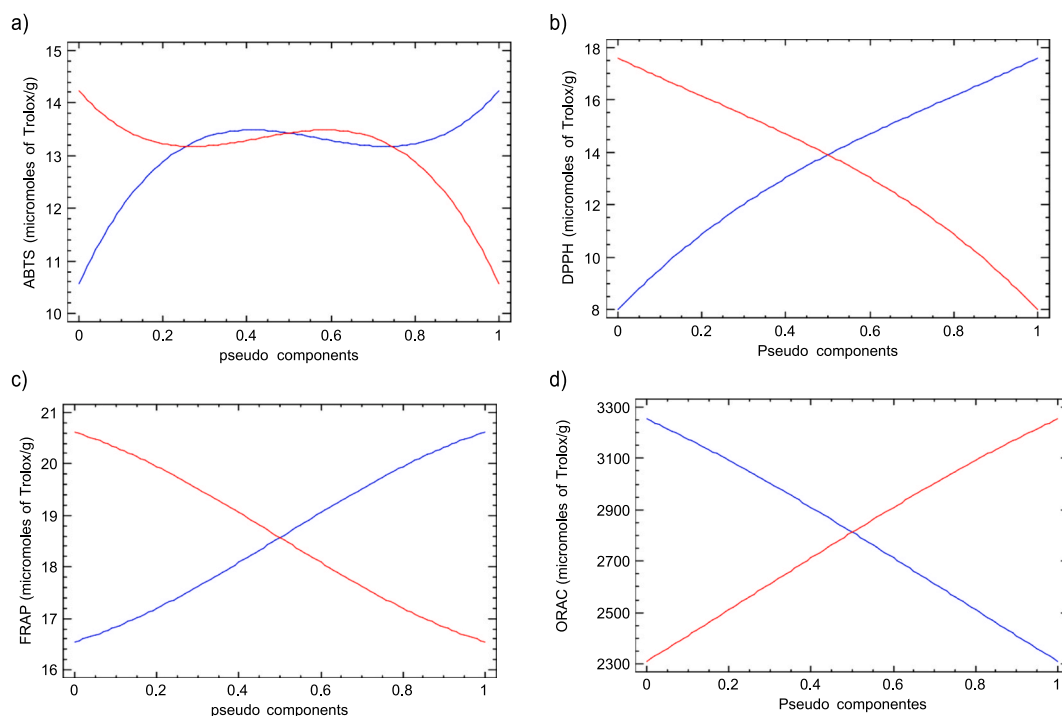 a)
15
14
13
12
11
10
ABTS (micromoles of Trolox/g)
0 0.2 0.4 0.6 0.8 1
pseudo components
b)
18
16
14
12
10
8
DPPH (micromoles of Trolox/g)
0 0.2 0.4 0.6 0.8 1
Pseudo components
c)
21
20
19
18
17
16
FRAP (micromoles of Trolox/g)
0 0.2 0.4 0.6 0.8 1
pseudo components
d)
3300
3100
2900
2700
2500
2300
ORAC (micromoles of Trolox/g)
0 0.2 0.4 0.6 0.8 1
Pseudo componentes